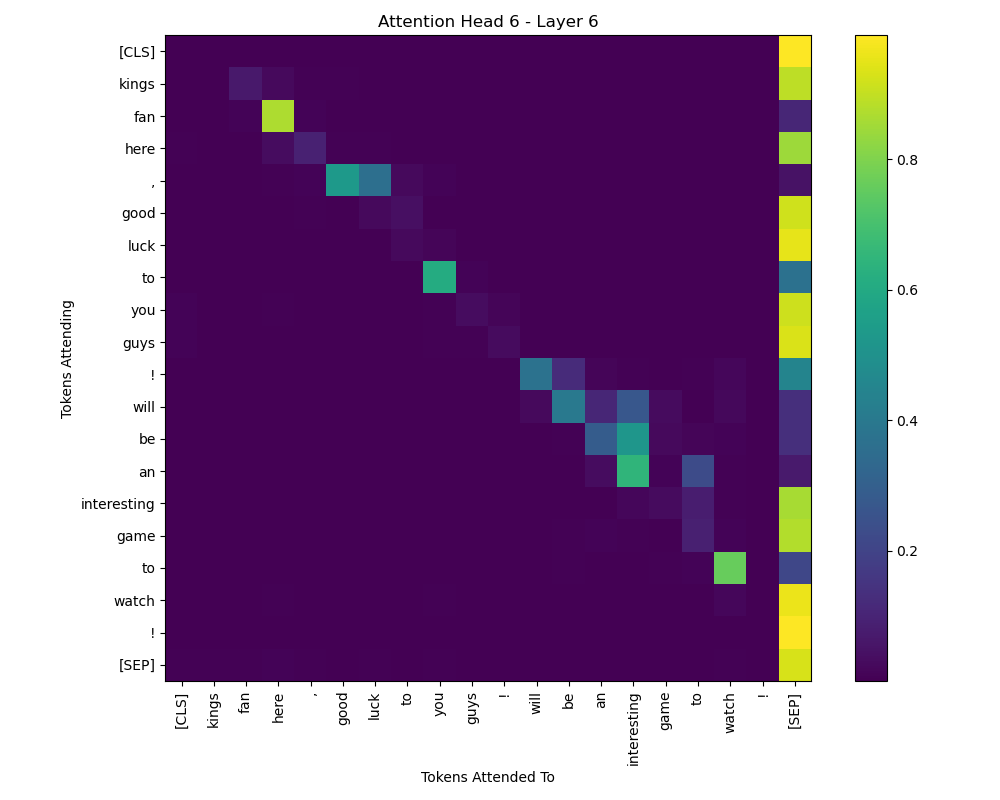 Attention Head 6 - Layer 6
[CLS]
kings
fan
here
,
good
luck
to
you
guys
!
will
be
an
interesting
game
to
watch
!
[SEP]
Tokens Attending
[CLS]
kings
fan
here
,
good
luck
to
you
guys
!
will
be
an
interesting
game
to
watch
!
[SEP]
Tokens Attended To
0.8
0.6
0.4
0.2